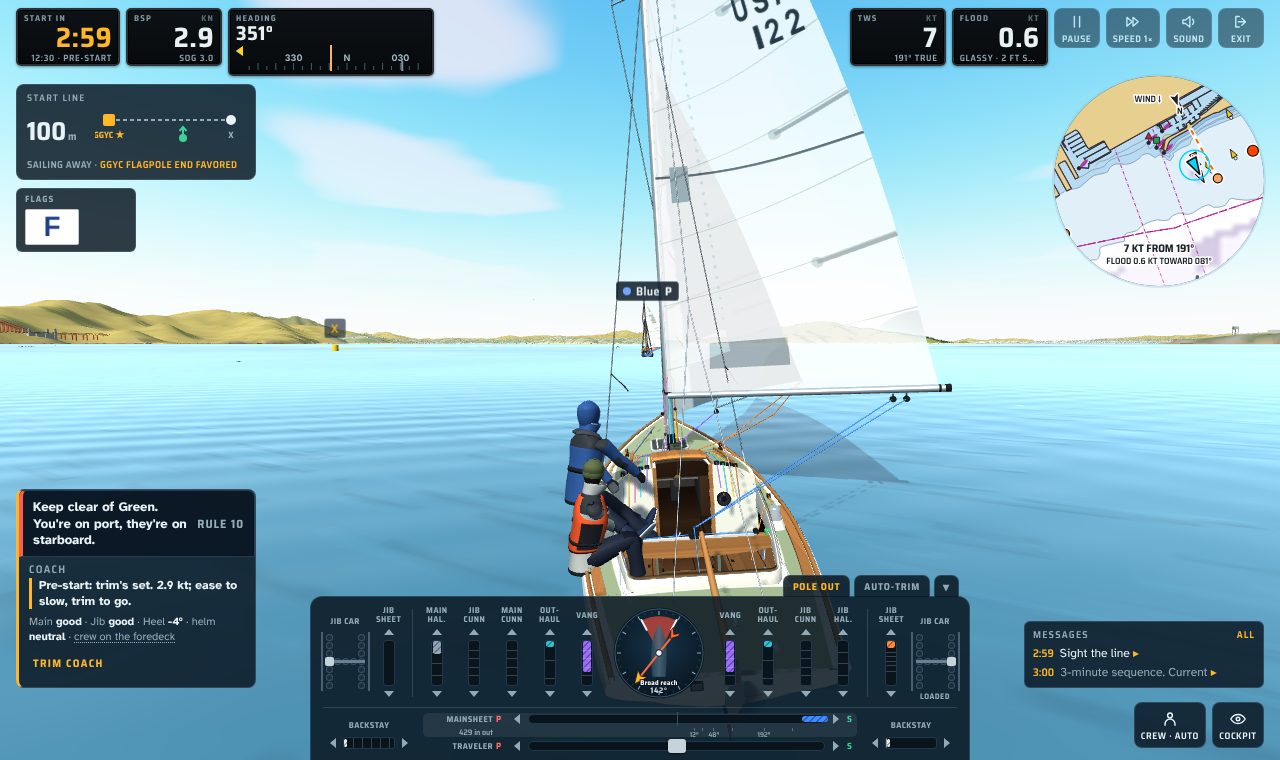 START IN
2:59
12:30 · PRE-START
BSP KN
2.9
SOG 3.0
HEADING
351°
330 N 030
122
TWS KT
7
191° TRUE
FLOOD KT
0.6
GLASSY · 2 FT S...
PAUSE
SPEED 1×
SOUND
EXIT
START LINE
100 m
GGYC ★ X
SAILING AWAY · GGYC FLAGPOLE END FAVORED
FLAGS
F
WIND
N
7 KT FROM 191°
FLOOD 0.6 KT TOWARD 081°
Blue P
X
Keep clear of Green.
You're on port, they're on starboard.
RULE 10
COACH
Pre-start: trim's set. 2.9 kt; ease to slow, trim to go.
Main good · Jib good · Heel -4° · helm neutral · crew on the foredeck
TRIM COACH
POLE OUT
AUTO-TRIM
JIB CAR
JIB SHEET
MAIN HAL.
JIB CUNN
MAIN CUNN
OUT-HAUL
VANG
Broad reach
142°
VANG
OUT-HAUL
JIB CUNN
JIB HAL.
JIB SHEET
JIB CAR
LOADED
BACKSTAY
MAINSHEET P
429 in out
S
12° 48° 192°
TRAVELER P
S
BACKSTAY
MESSAGES ALL
2:59 Sight the line
3:00 3-minute sequence. Current
CREW · AUTO
COCKPIT